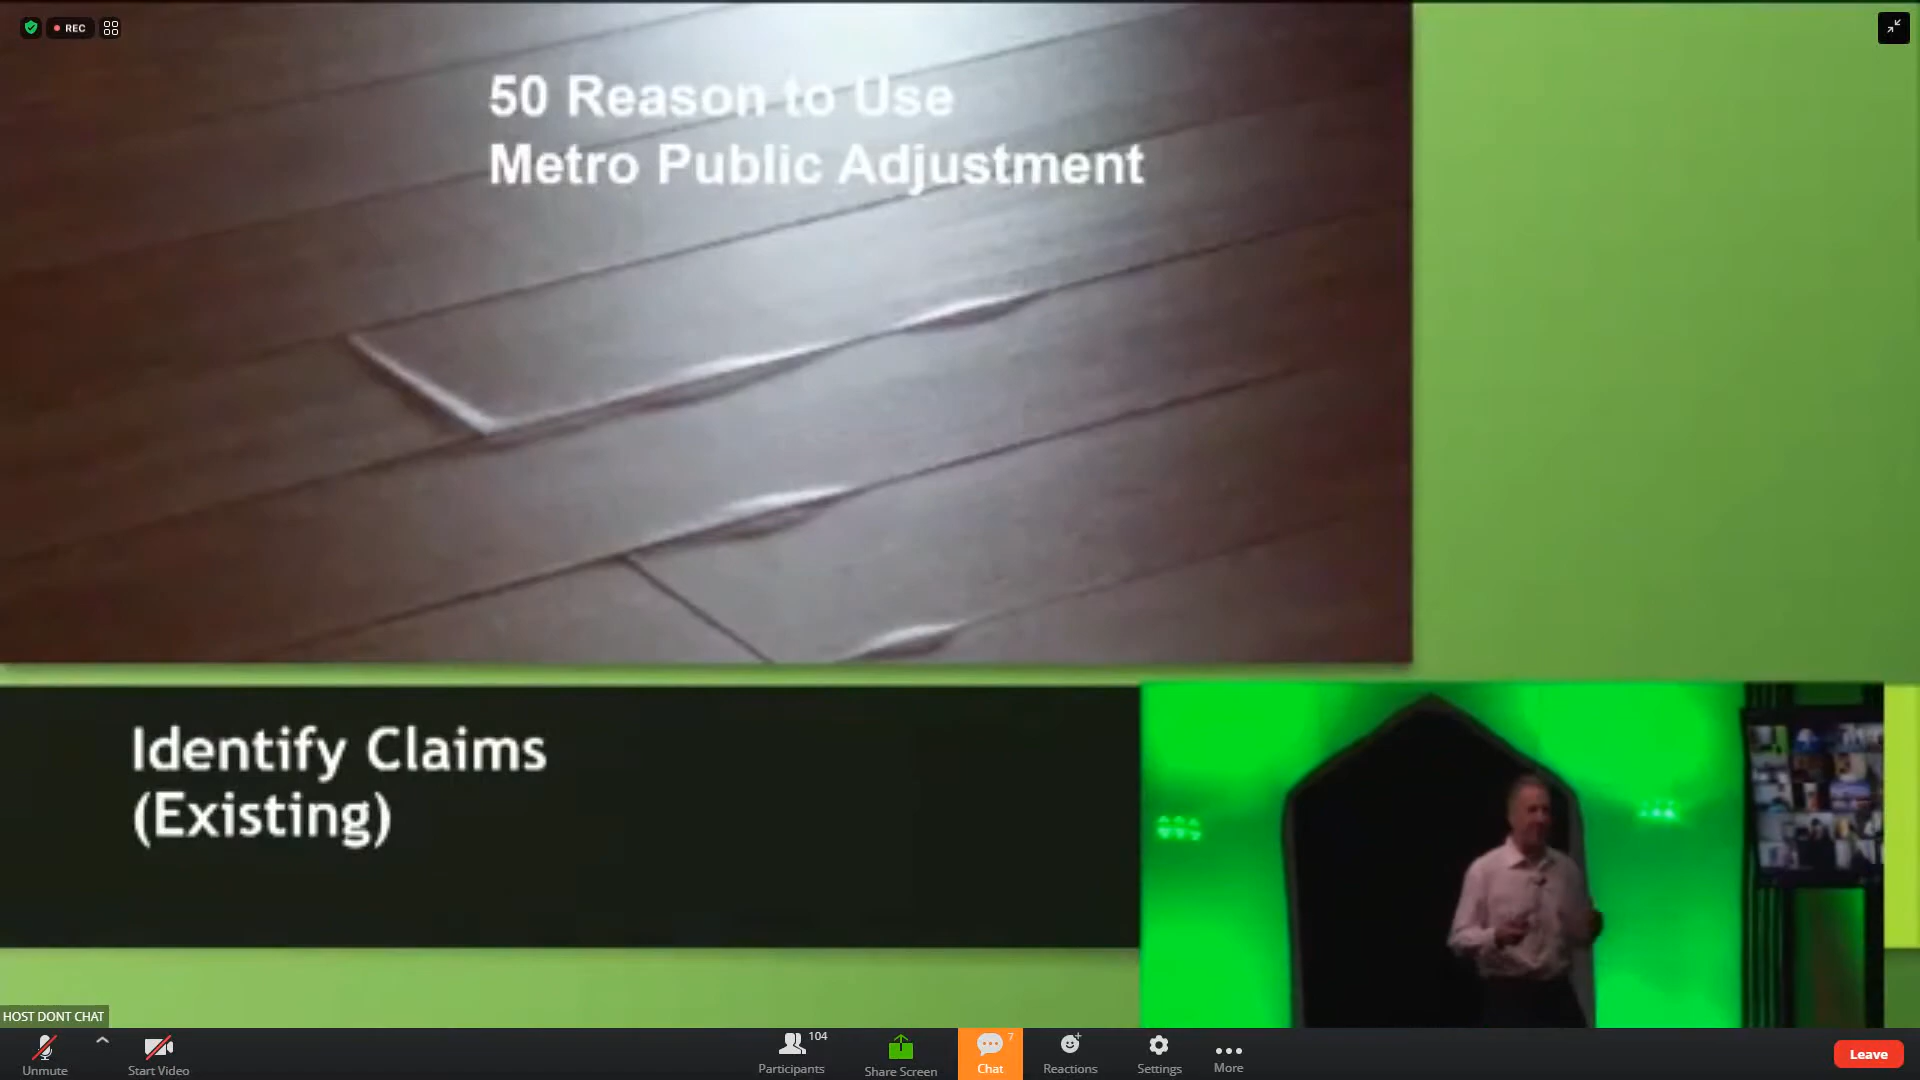 REC
50 Reason to Use
Metro Public Adjustment
Identify Claims
(Existing)
HOST DONT CHAT
Unmute
Start Video
104
Participants
Share Screen
7
Chat
Reactions
Settings
More
Leave